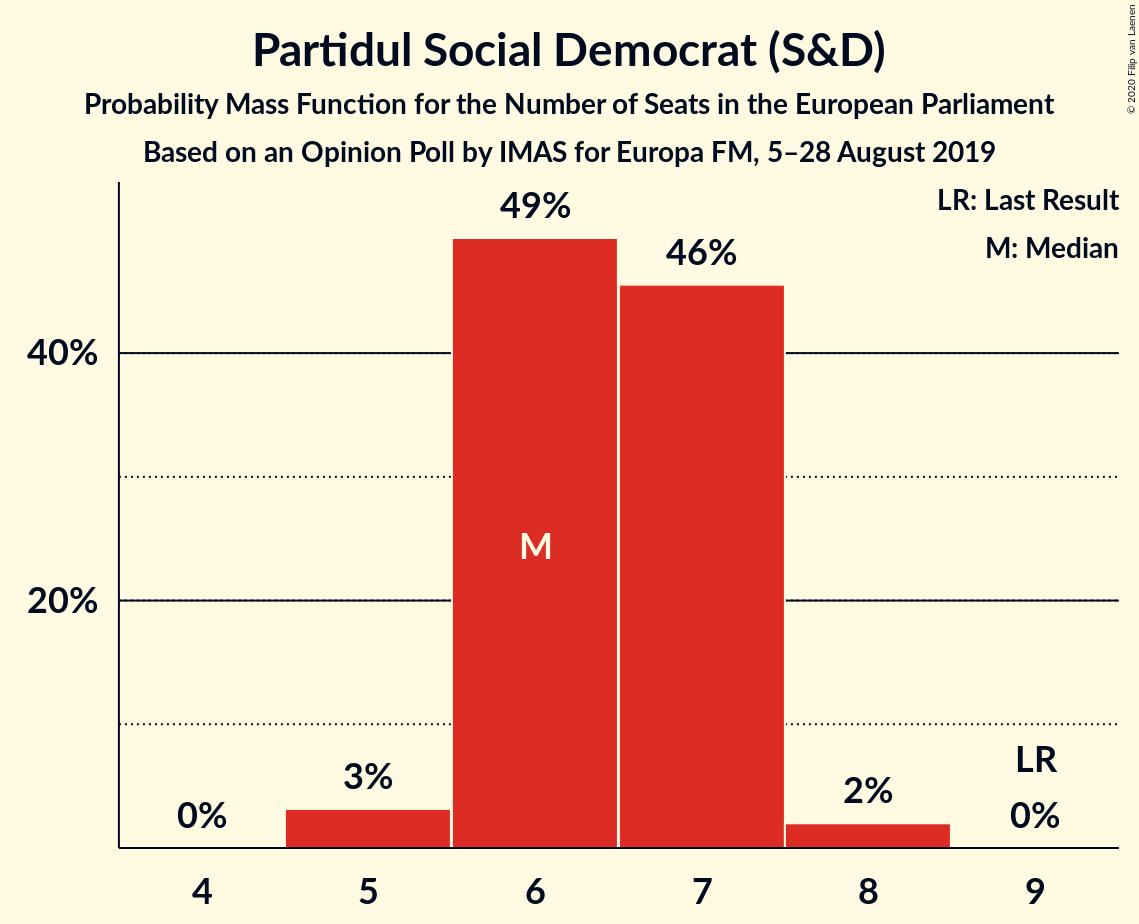 Partidul Social Democrat (S&D)
Probability Mass Function for the Number of Seats in the European Parliament
Based on an Opinion Poll by IMAS for Europa FM, 5–28 August 2019
© 2020 Filip van Laenen
LR: Last Result
M: Median
49%
46%
40%
M
20%
3%
2%
LR
0%
0%
4 5 6 7 8 9